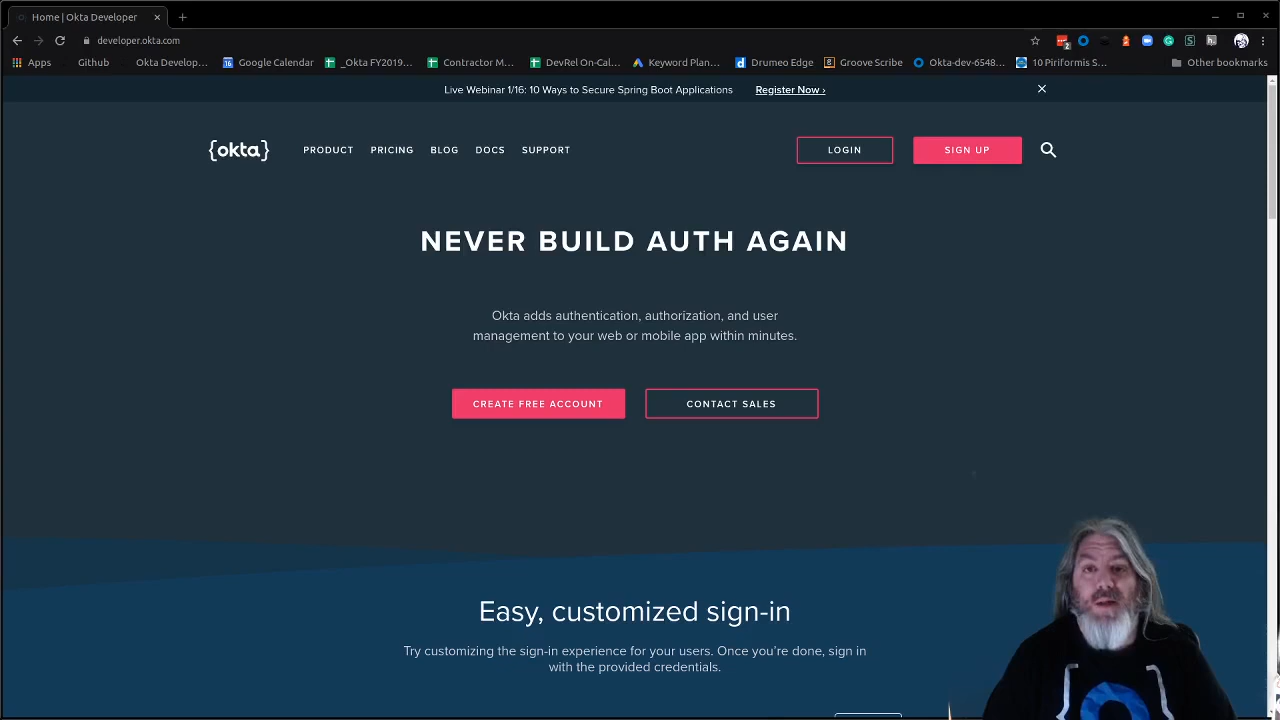 Home | Okta Developer
developer.okta.com
2
Apps
Github
Okta Develop...
16 Google Calendar
_Okta FY2019...
Contractor M...
DevRel On-Cal...
Keyword Plan...
Drumeo Edge
Groove Scribe
Okta-dev-6548...
10 Piriformis S...
Other bookmarks
Live Webinar 1/16: 10 Ways to Secure Spring Boot Applications
Register Now ›
{okta}
PRODUCT
PRICING
BLOG
DOCS
SUPPORT
LOGIN
SIGN UP
NEVER BUILD AUTH AGAIN
Okta adds authentication, authorization, and user
management to your web or mobile app within minutes.
CREATE FREE ACCOUNT
CONTACT SALES
Easy, customized sign-in
Try customizing the sign-in experience for your users. Once you're done, sign in
with the provided credentials.